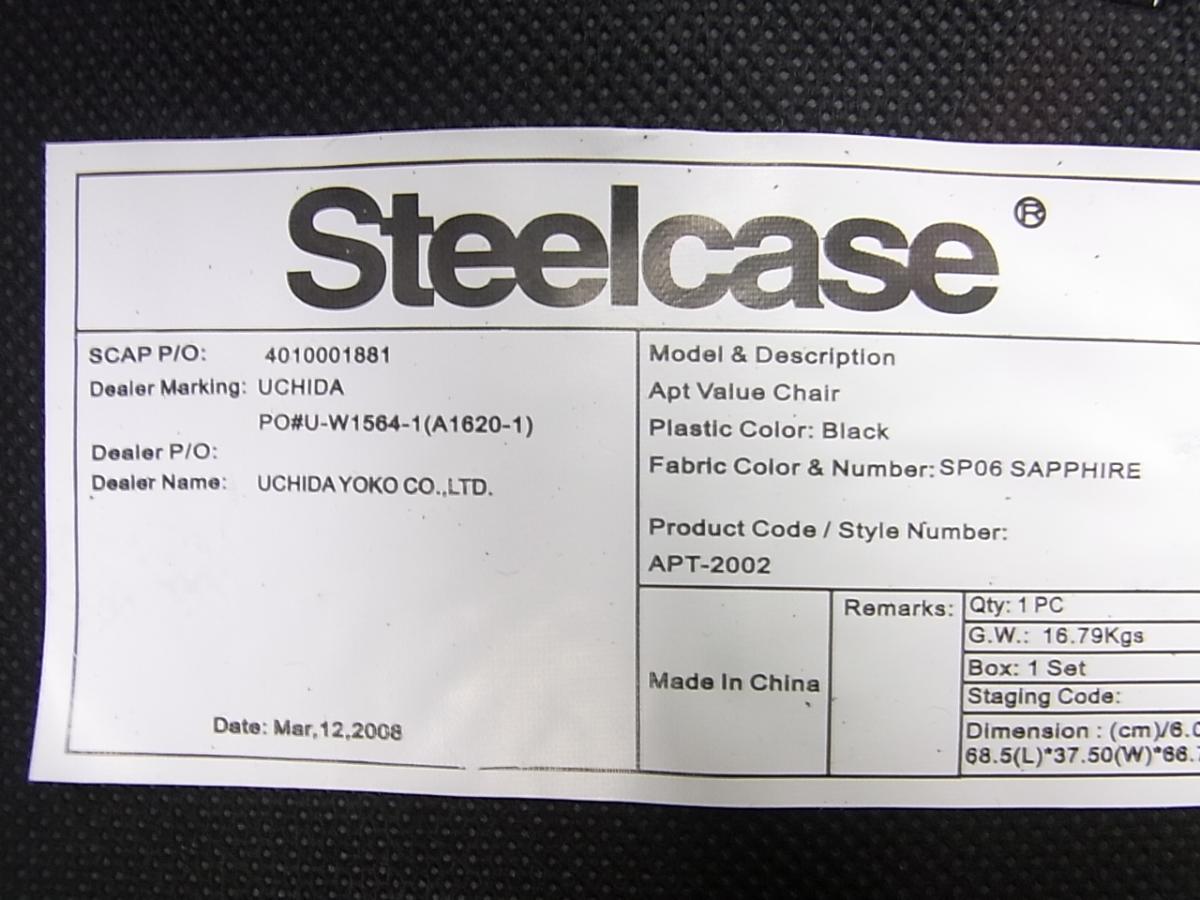 Steelcase®
SCAP P/O: 4010001881
Dealer Marking: UCHIDA
PO#U-W1564-1(A1620-1)
Dealer P/O:
Dealer Name: UCHIDA YOKO CO.,LTD.
Date: Mar,12,2008
Model & Description
Apt Value Chair
Plastic Color: Black
Fabric Color & Number: SP06 SAPPHIRE
Product Code / Style Number:
APT-2002
Made In China
Remarks:
Qty: 1 PC
G.W.: 16.79Kgs
Box: 1 Set
Staging Code:
Dimension : (cm)/6.0
68.5(L)*37.50(W)*66.